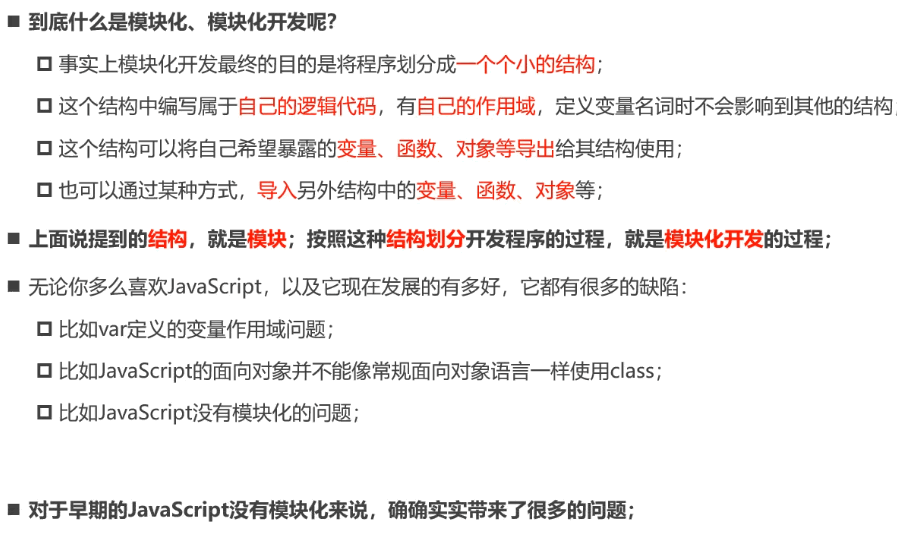 到底什么是模块化、模块化开发呢？
事实上模块化开发最终的目的是将程序划分成一个个小的结构；
这个结构中编写属于自己的逻辑代码，有自己的作用域，定义变量名词时不会影响到其他的结构；
这个结构可以将自己希望暴露的变量、函数、对象等导出给其结构使用；
也可以通过某种方式，导入另外结构中的变量、函数、对象等；
上面说提到的结构，就是模块；按照这种结构划分开发程序的过程，就是模块化开发的过程；
无论你多么喜欢JavaScript，以及它现在发展的有多好，它都有很多的缺陷：
比如var定义的变量作用域问题；
比如JavaScript的面向对象并不能像常规面向对象语言一样使用class；
比如JavaScript没有模块化的问题；
对于早期的JavaScript没有模块化来说，确确实实带来了很多的问题；